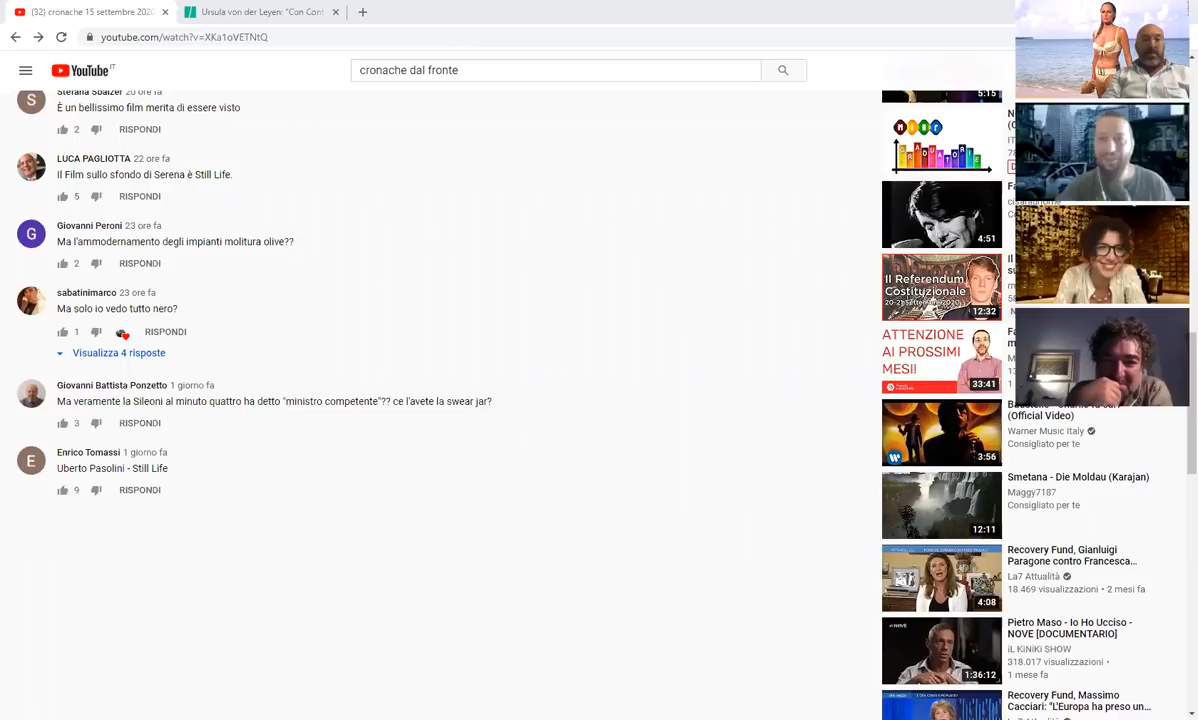 (32) cronache 15 settembre 2020
Ursula von der Leyen: "Con Cont
youtube.com/watch?v=XKa1oVETNtQ
YouTube IT
cronache dal fronte
Stefana Sbalzer 20 ore fa
È un bellissimo film merita di essere visto
2 RISPONDI
LUCA PAGLIOTTA 22 ore fa
Il Film sullo sfondo di Serena è Still Life.
5 RISPONDI
Giovanni Peroni 23 ore fa
Ma l'ammodernamento degli impianti molitura olive??
2 RISPONDI
sabatinimarco 23 ore fa
Ma solo io vedo tutto nero?
1 RISPONDI
Visualizza 4 risposte
Giovanni Battista Ponzetto 1 giorno fa
Ma veramente la Sileoni al minuto quattro ha detto "ministro competente"?? ce l'avete la swear jar?
3 RISPONDI
Enrico Tomassi 1 giorno fa
Uberto Pasolini - Still Life
9 RISPONDI
5:15
MIUR
GRADUATORIE
4:51
Il Referendum
Costituzionale
20-21 Settembre 2020
12:32
ATTENZIONE
AI PROSSIMI
MESI!
33:41
(Official Video)
Warner Music Italy
Consigliato per te
3:56
Smetana - Die Moldau (Karajan)
Maggy7187
Consigliato per te
12:11
Recovery Fund, Gianluigi
Paragone contro Francesca...
La7 Attualità
18.469 visualizzazioni • 2 mesi fa
4:08
Pietro Maso - Io Ho Ucciso -
NOVE [DOCUMENTARIO]
iL KiNiKi SHOW
318.017 visualizzazioni •
1 mese fa
NOVE
1:36:12
Recovery Fund, Massimo
Cacciari: "L'Europa ha preso un...